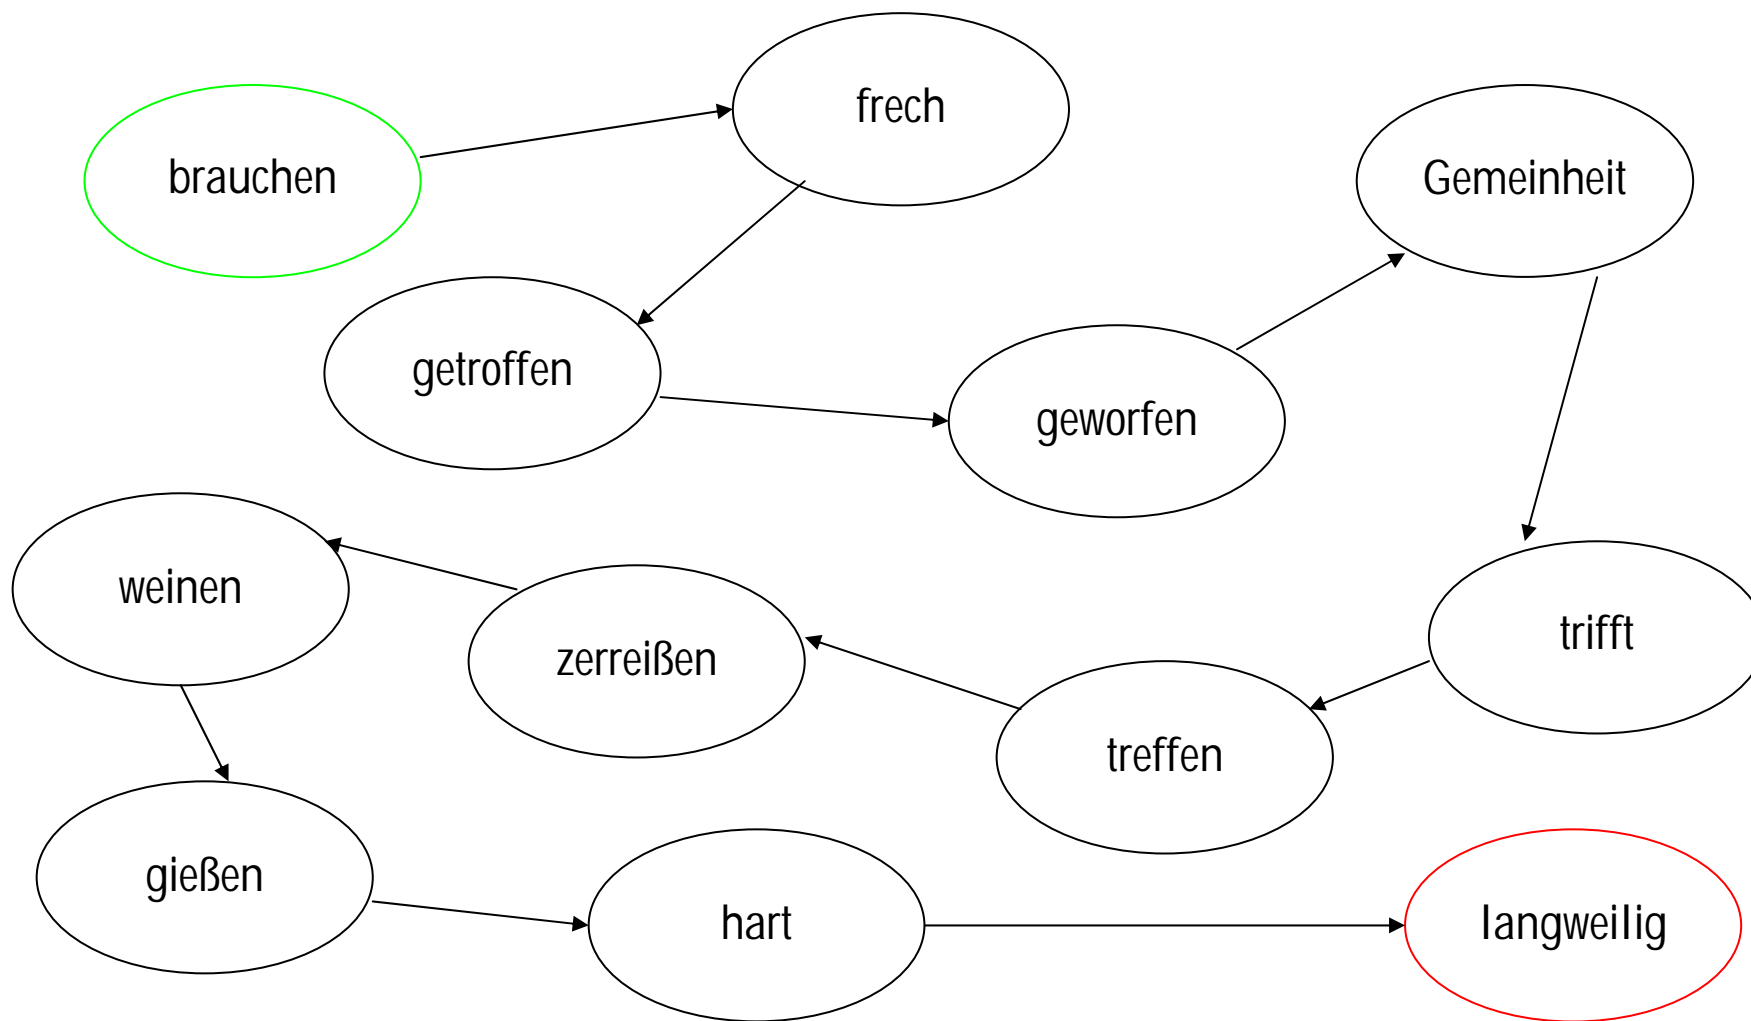 brauchen
frech
getroffen
geworfen
Gemeinheit
trifft
treffen
zerreißen
weinen
gießen
hart
langweilig